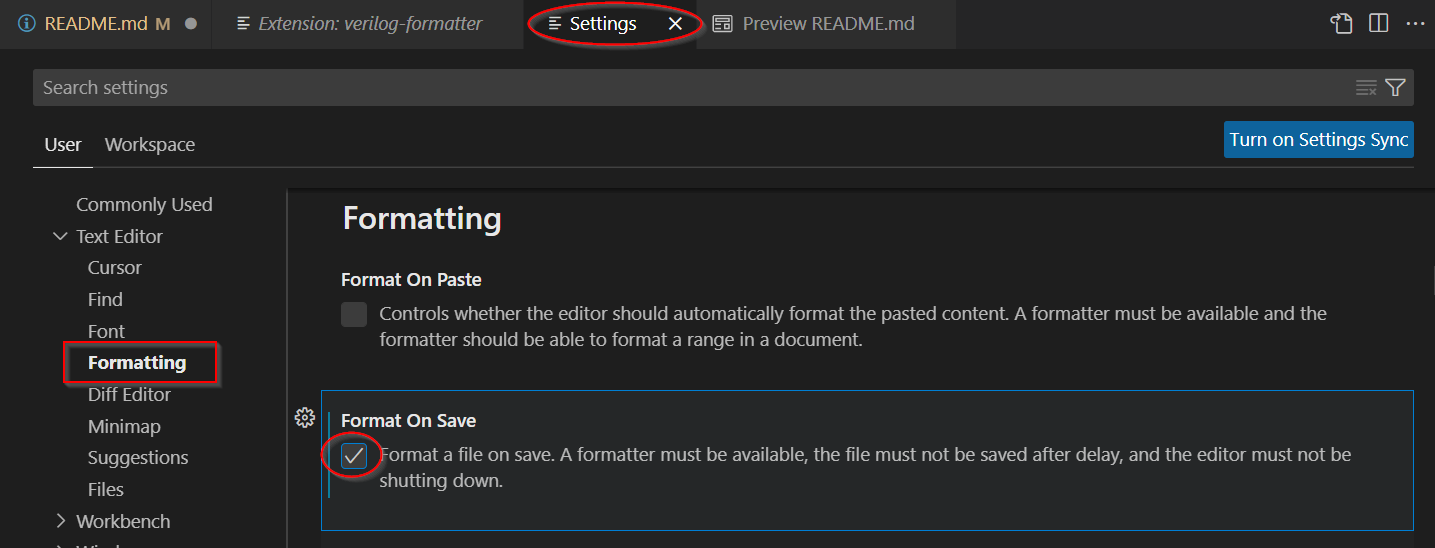 README.md M Extension: verilog-formatter Settings Preview README.md
Search settings
User Workspace Turn on Settings Sync
Commonly Used
Text Editor
Cursor
Find
Font
Formatting
Diff Editor
Minimap
Suggestions
Files
Workbench
Formatting
Format On Paste
Controls whether the editor should automatically format the pasted content. A formatter must be available and the
formatter should be able to format a range in a document.
Format On Save
Format a file on save. A formatter must be available, the file must not be saved after delay, and the editor must not be
shutting down.